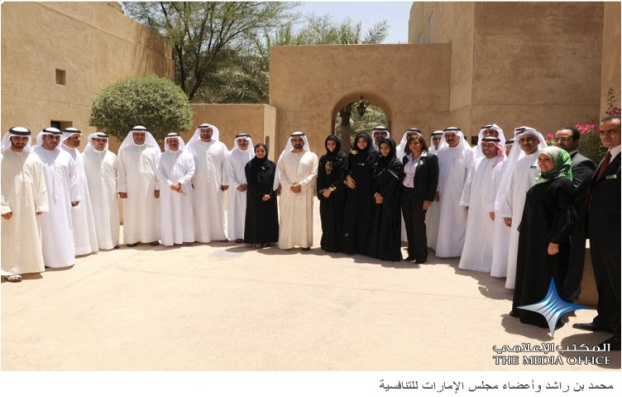 المكتب الإعلامي
THE MEDIA OFFICE
محمد بن راشد وأعضاء مجلس الإمارات للتنافسية